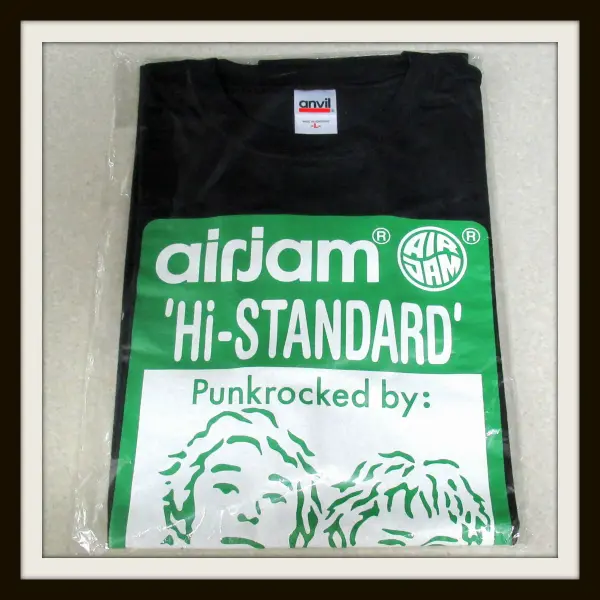 anvil
-L-
airjam® AIR JAM ®
'Hi-STANDARD'
Punkrocked by: